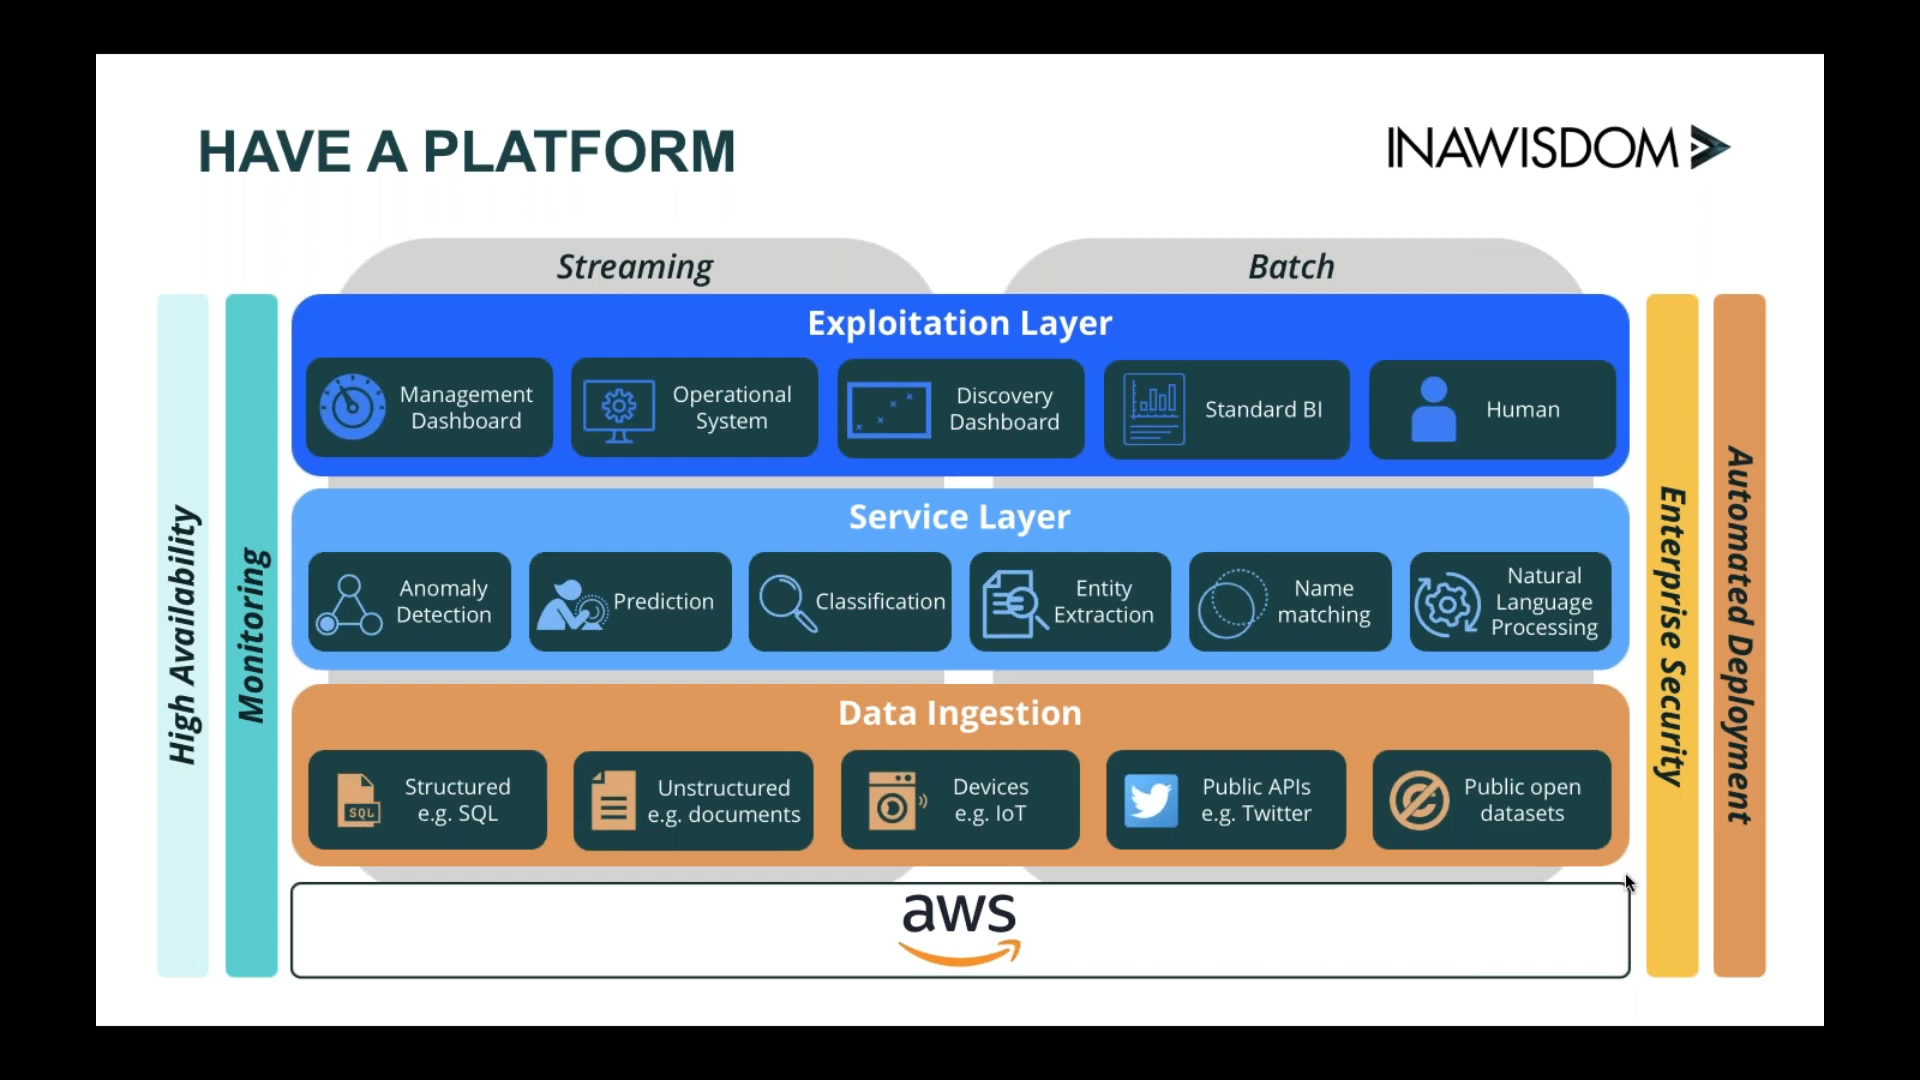 HAVE A PLATFORM
INAWISDOM
Streaming
Batch
High Availability
Monitoring
Exploitation Layer
Management
Dashboard
Operational
System
Discovery
Dashboard
Standard BI
Human
Service Layer
Anomaly
Detection
Prediction
Classification
Entity
Extraction
Name
matching
Natural
Language
Processing
Data Ingestion
SQL
Structured
e.g. SQL
Unstructured
e.g. documents
Devices
e.g. IoT
Public APIs
e.g. Twitter
Public open
datasets
aws
Enterprise Security
Automated Deployment